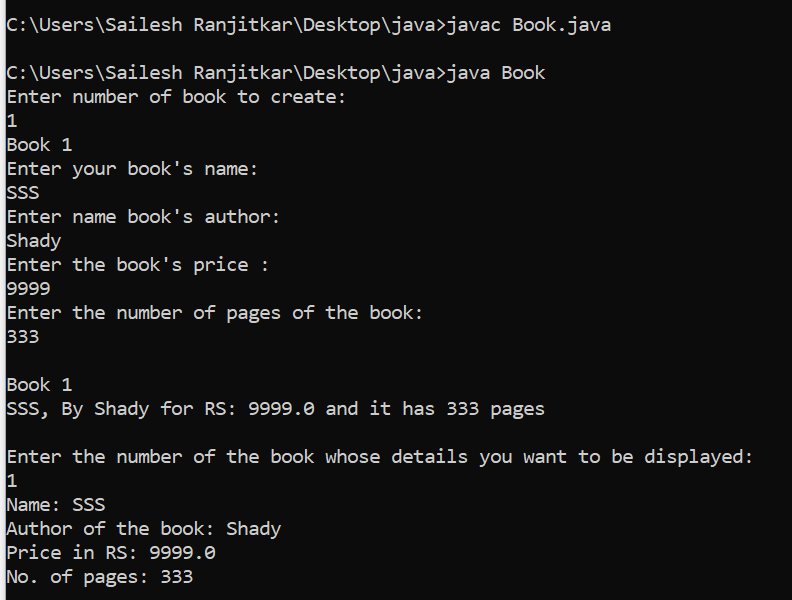 C:\Users\Sailesh Ranjitkar\Desktop\java>javac Book.java
C:\Users\Sailesh Ranjitkar\Desktop\java>java Book
Enter number of book to create:
1
Book 1
Enter your book's name:
SSS
Enter name book's author:
Shady
Enter the book's price :
9999
Enter the number of pages of the book:
333
Book 1
SSS, By Shady for RS: 9999.0 and it has 333 pages
Enter the number of the book whose details you want to be displayed:
1
Name: SSS
Author of the book: Shady
Price in RS: 9999.0
No. of pages: 333